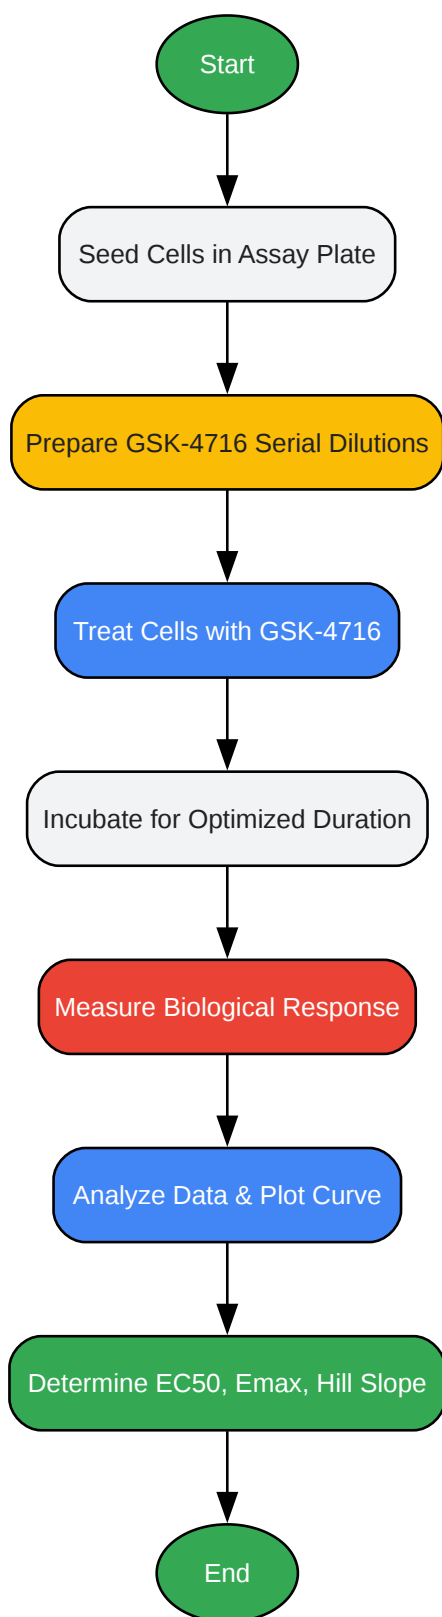 Start
Seed Cells in Assay Plate
Prepare GSK-4716 Serial Dilutions
Treat Cells with GSK-4716
Incubate for Optimized Duration
Measure Biological Response
Analyze Data & Plot Curve
Determine EC50, Emax, Hill Slope
End